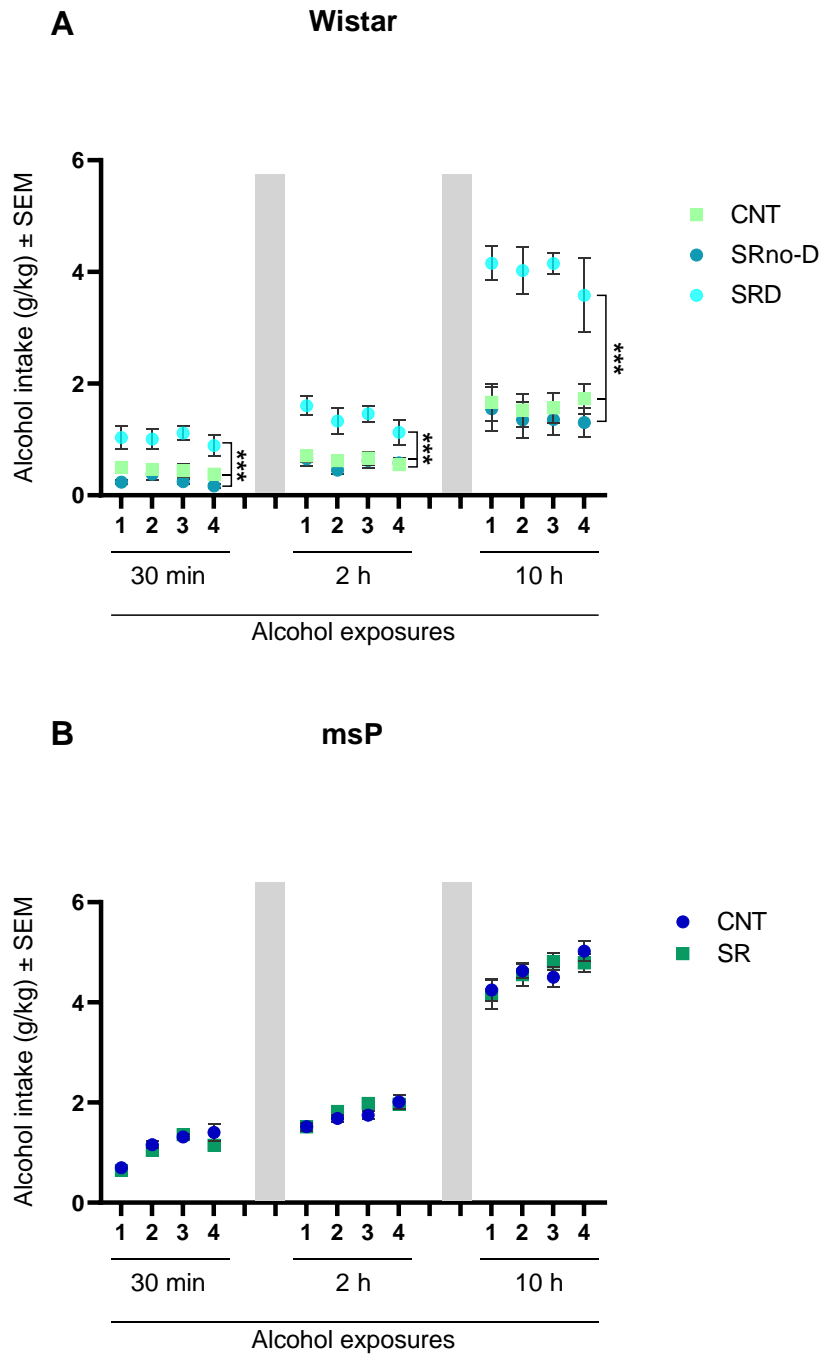 A
Wistar
Alcohol intake (g/kg) ± SEM
6
4
2
0
***
***
***
CNT
SRno-D
SRD
1 2 3 4 1 2 3 4 1 2 3 4
30 min 2 h 10 h
Alcohol exposures
B
msP
Alcohol intake (g/kg) ± SEM
6
4
2
0
CNT
SR
1 2 3 4 1 2 3 4 1 2 3 4
30 min 2 h 10 h
Alcohol exposures